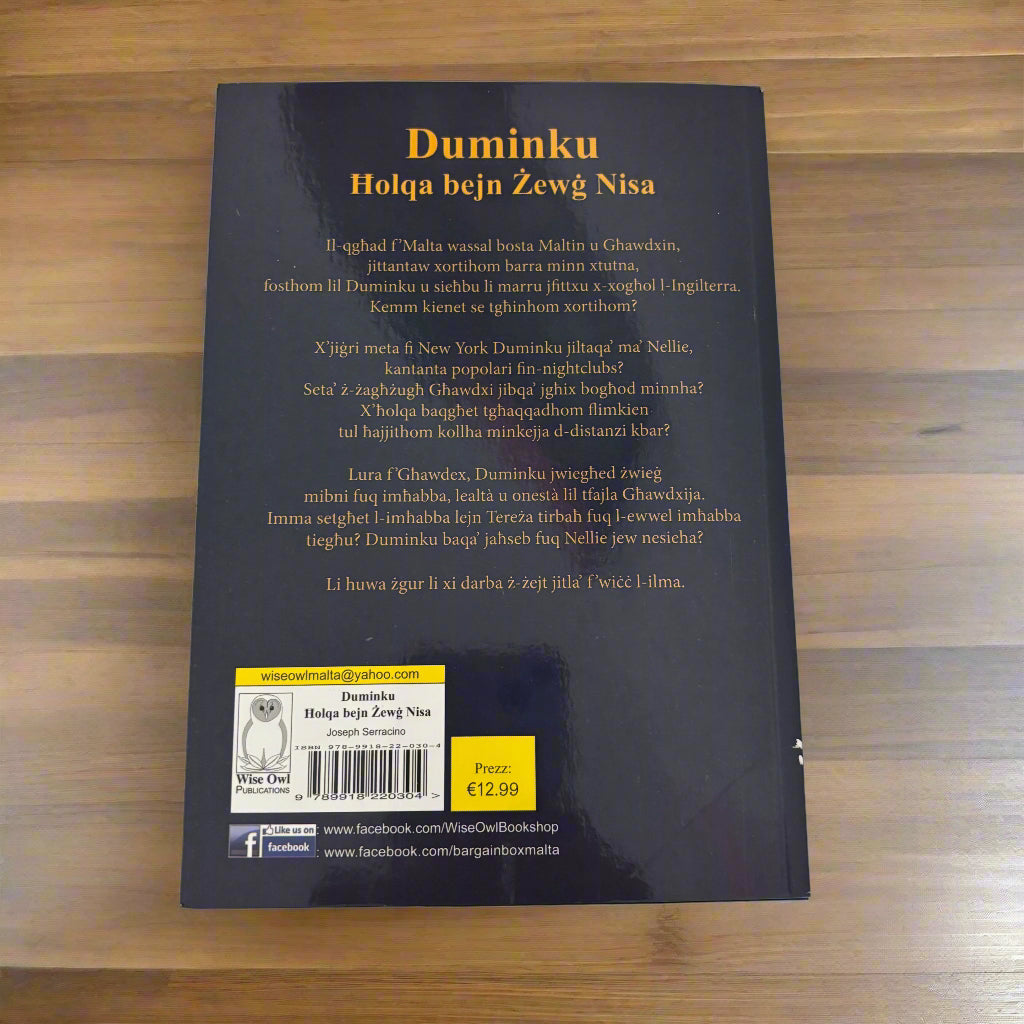 Duminku
Ħolqa bejn Żewġ Nisa
Il-qgħad f'Malta wassal bosta Maltin u Għawdxin,
jittantaw xortihom barra minn xtutna,
fosthom lil Duminku u sieħbu li marru jfittxu x-xogħol l-Ingilterra.
Kemm kienet se tgħinhom xortihom?
X'jiġri meta fi New York Duminku jiltaqa' ma' Nellie,
kantanta popolari fin-nightclubs?
Seta' ż-żagħżugħ Għawdxi jibqa' jgħix bogħod minnha?
X'ħolqa baqgħet tgħaqqadhom flimkien
tul ħajjithom kollha minkejja d-distanzi kbar?
Lura f'Għawdex, Duminku jwiegħed żwieġ
mibni fuq imħabba, lealtà u onestà lil tfajla Għawdxija.
Imma setgħet l-imħabba lejn Tereża tirbaħ fuq l-ewwel imħabba
tiegħu? Duminku baqa' jaħseb fuq Nellie jew nesieha?
Li huwa żgur li xi darba ż-żejt jitla' f'wiċċ l-ilma.
wiseowlmalta@yahoo.com
Duminku
Ħolqa bejn Żewġ Nisa
Joseph Serracino
ISBN 978-9918-22-030-4
Wise Owl
PUBLICATIONS
9 789918 220304 >
Prezz:
€12.99
Like us on
facebook
: www.facebook.com/WiseOwlBookshop
: www.facebook.com/bargainboxmalta